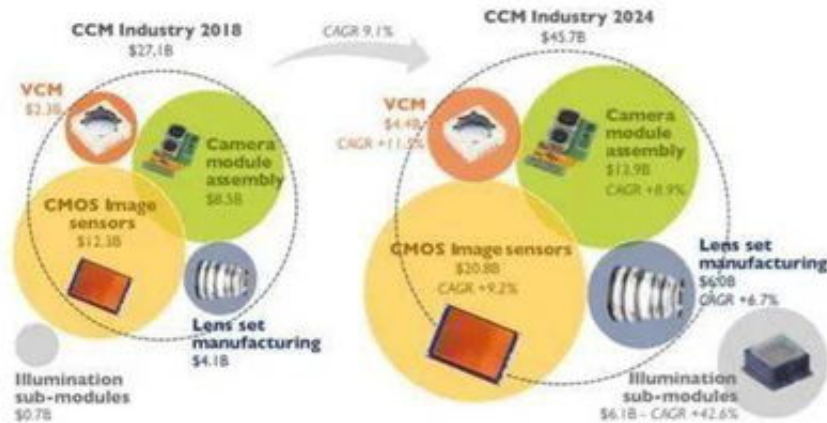 CCM Industry 2018
$27.1B
CAGR 9.1%
CCM Industry 2024
$45.7B
VCM
$2.3B
Camera
module
assembly
$8.5B
CMOS Image
sensors
$12.3B
Lens set
manufacturing
$4.1B
Illumination
sub-modules
$0.7B
VCM
$4.4B
CAGR +11.5%
Camera
module
assembly
$13.9B
CAGR +8.9%
CMOS Image sensors
$20.8B
CAGR +9.2%
Lens set
manufacturing
$6.0B
CAGR +6.7%
Illumination
sub-modules
$6.1B - CAGR +42.6%